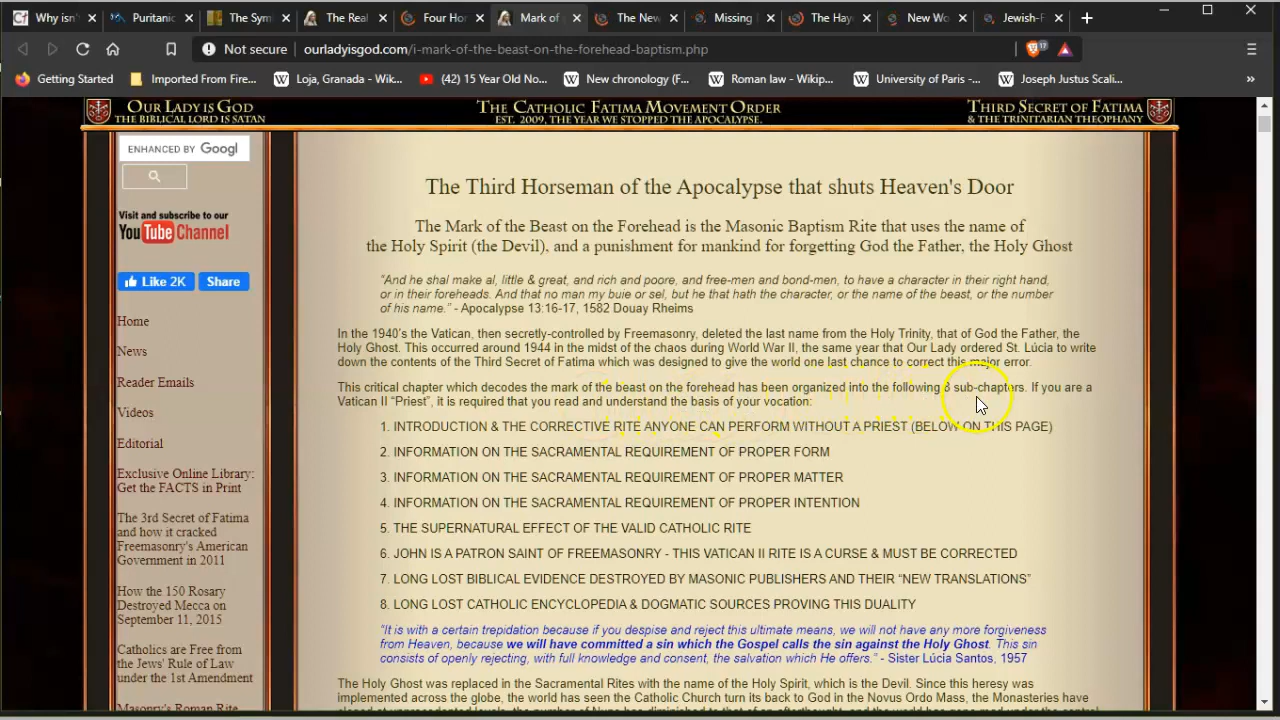 Why isn'
Puritanic
The Sym
The Real
Four Hor
Mark of
The New
Missing
The Hay
New Wo
Jewish-F
Not secure
ourladyisgod.com/i-mark-of-the-beast-on-the-forehead-baptism.php
17
Getting Started
Imported From Fire...
Loja, Granada - Wik...
(42) 15 Year Old No...
New chronology (F...
Roman law - Wikip...
University of Paris -...
Joseph Justus Scali...
OUR LADY IS GOD
THE BIBLICAL LORD IS SATAN
THE CATHOLIC FATIMA MOVEMENT ORDER
EST. 2009, THE YEAR WE STOPPED THE APOCALYPSE.
THIRD SECRET OF FATIMA
& THE TRINITARIAN THEOPHANY
ENHANCED BY Googl
Visit and subscribe to our
YouTube Channel
Like 2K
Share
Home
News
Reader Emails
Videos
Editorial
Exclusive Online Library:
Get the FACTS in Print
The 3rd Secret of Fatima
and how it cracked
Freemasonry's American
Government in 2011
How the 150 Rosary
Destroyed Mecca on
September 11, 2015
Catholics are Free from
the Jews' Rule of Law
under the 1st Amendment
Masonry's Roman Rite
The Third Horseman of the Apocalypse that shuts Heaven's Door
The Mark of the Beast on the Forehead is the Masonic Baptism Rite that uses the name of
the Holy Spirit (the Devil), and a punishment for mankind for forgetting God the Father, the Holy Ghost
"And he shal make al, little & great, and rich and poore, and free-men and bond-men, to have a character in their right hand,
or in their foreheads. And that no man my buie or sel, but he that hath the character, or the name of the beast, or the number
of his name." - Apocalypse 13:16-17, 1582 Douay Rheims
In the 1940's the Vatican, then secretly-controlled by Freemasonry, deleted the last name from the Holy Trinity, that of God the Father, the
Holy Ghost. This occurred around 1944 in the midst of the chaos during World War II, the same year that Our Lady ordered St. Lúcia to write
down the contents of the Third Secret of Fatima which was designed to give the world one last chance to correct this major error.
This critical chapter which decodes the mark of the beast on the forehead has been organized into the following 8 sub-chapters. If you are a
Vatican II “Priest”, it is required that you read and understand the basis of your vocation:
1. INTRODUCTION & THE CORRECTIVE RITE ANYONE CAN PERFORM WITHOUT A PRIEST (BELOW ON THIS PAGE)
2. INFORMATION ON THE SACRAMENTAL REQUIREMENT OF PROPER FORM
3. INFORMATION ON THE SACRAMENTAL REQUIREMENT OF PROPER MATTER
4. INFORMATION ON THE SACRAMENTAL REQUIREMENT OF PROPER INTENTION
5. THE SUPERNATURAL EFFECT OF THE VALID CATHOLIC RITE
6. JOHN IS A PATRON SAINT OF FREEMASONRY - THIS VATICAN II RITE IS A CURSE & MUST BE CORRECTED
7. LONG LOST BIBLICAL EVIDENCE DESTROYED BY MASONIC PUBLISHERS AND THEIR “NEW TRANSLATIONS”
8. LONG LOST CATHOLIC ENCYCLOPEDIA & DOGMATIC SOURCES PROVING THIS DUALITY
"It is with a certain trepidation because if you despise and reject this ultimate means, we will not have any more forgiveness
from Heaven, because we will have committed a sin which the Gospel calls the sin against the Holy Ghost. This sin
consists of openly rejecting, with full knowledge and consent, the salvation which He offers." - Sister Lúcia Santos, 1957
The Holy Ghost was replaced in the Sacramental Rites with the name of the Holy Spirit, which is the Devil. Since this heresy was
implemented across the globe, the world has seen the Catholic Church turn its back to God in the Novus Ordo Mass, the Monasteries have